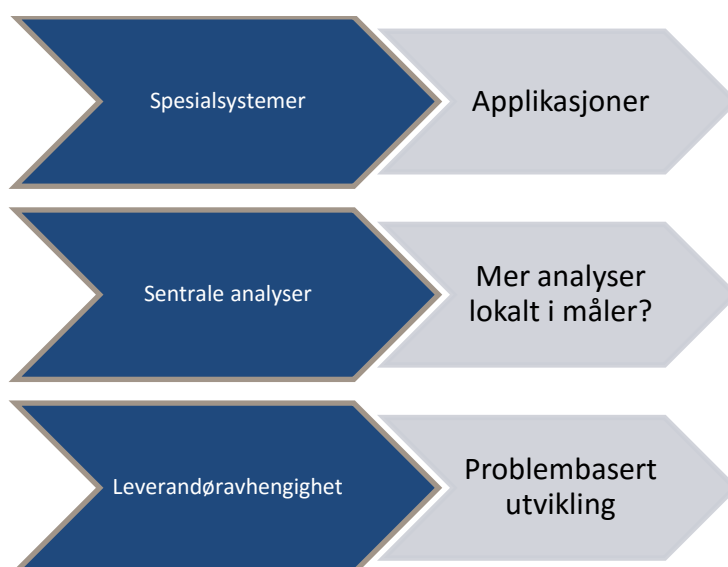 Spesialsystemer
Applikasjoner
Sentrale analyser
Mer analyser
lokalt i måler?
Leverandøravhengighet
Problembasert
utvikling